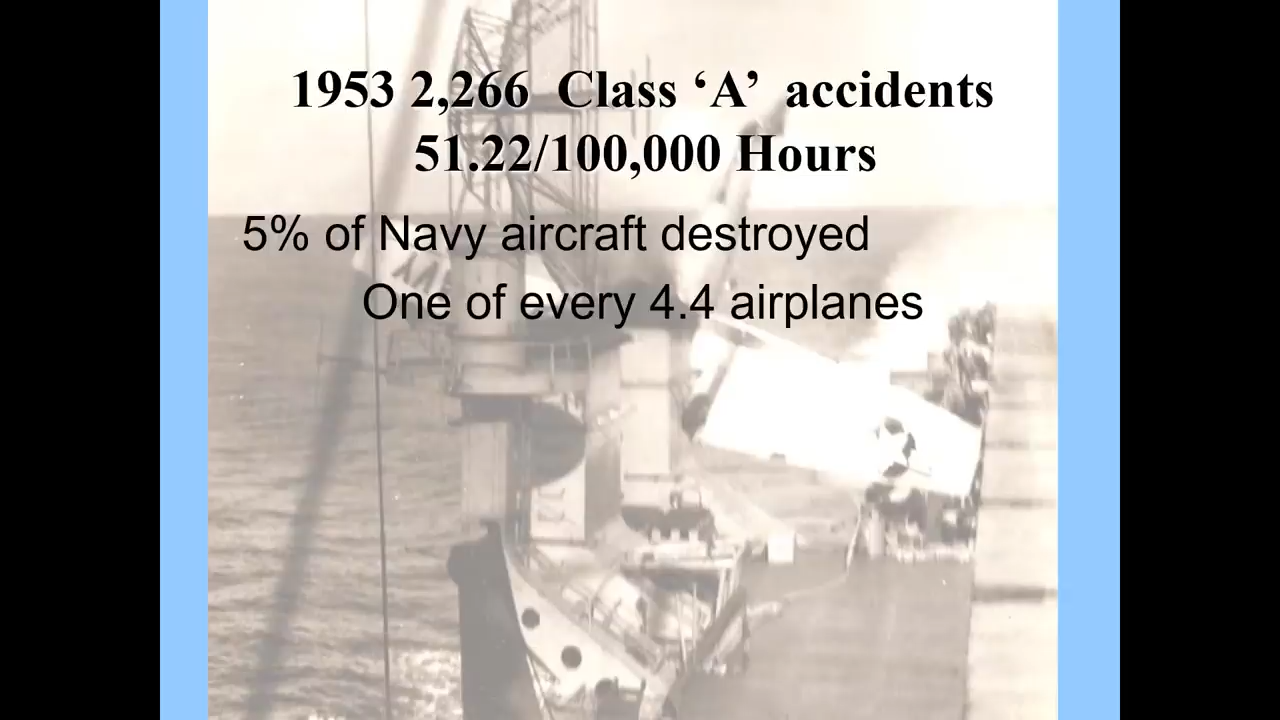 1953 2,266 Class ‘A’ accidents
51.22/100,000 Hours
5% of Navy aircraft destroyed
One of every 4.4 airplanes